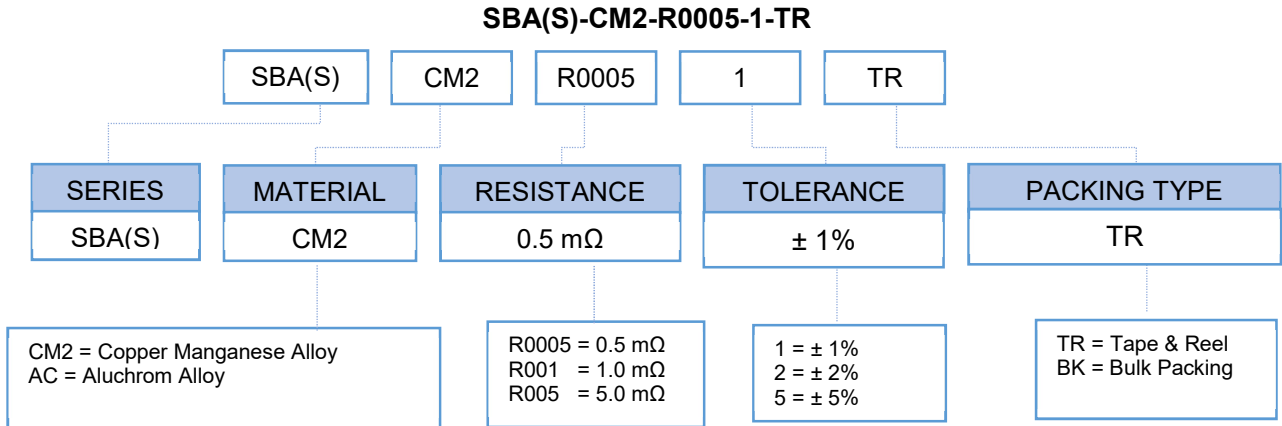 SBA(S)-CM2-R0005-1-TR
SBA(S) CM2 R0005 1 TR
SERIES MATERIAL RESISTANCE TOLERANCE PACKING TYPE
SBA(S) CM2 0.5 mΩ ± 1% TR
CM2 = Copper Manganese Alloy
AC = Aluchrom Alloy
R0005 = 0.5 mΩ
R001 = 1.0 mΩ
R005 = 5.0 mΩ
1 = ± 1%
2 = ± 2%
5 = ± 5%
TR = Tape & Reel
BK = Bulk Packing